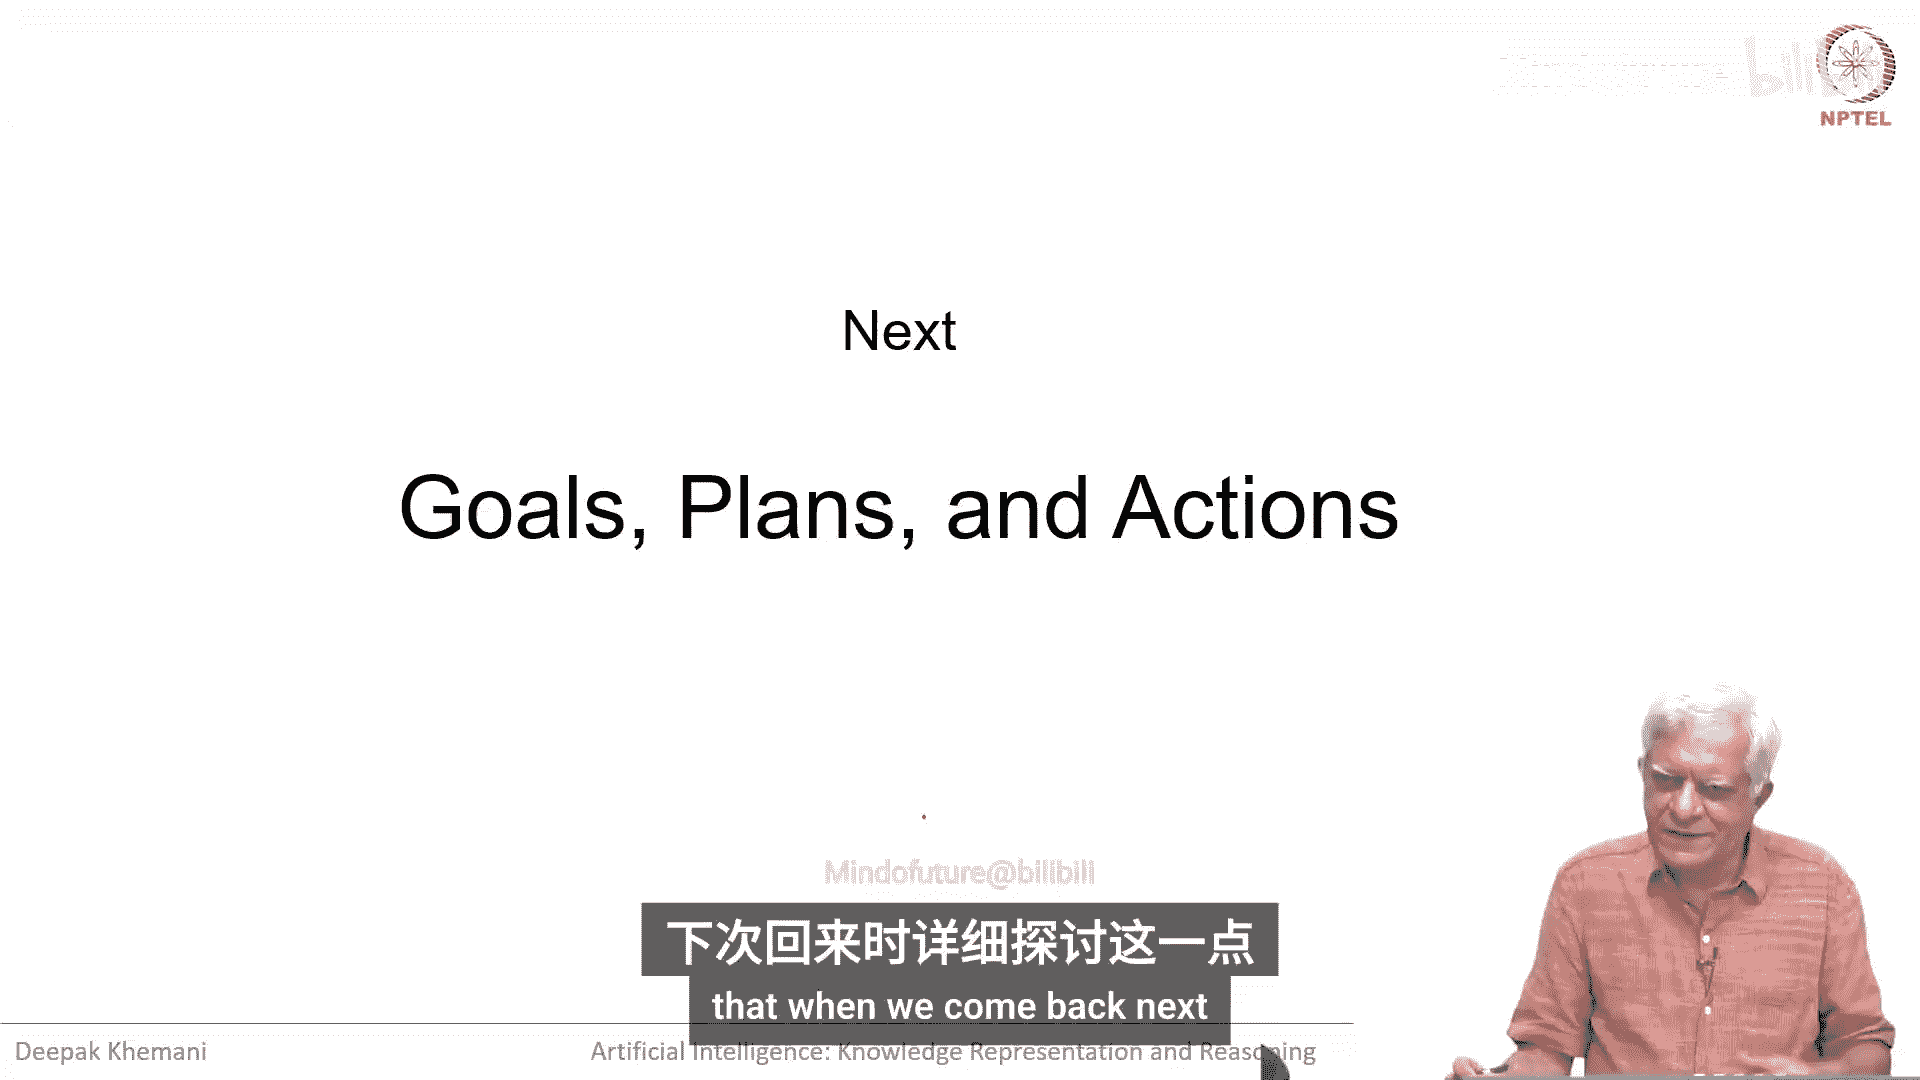 bili
NPTEL
Next
Goals, Plans, and Actions
Mindofuture@bilibili
下次回来时详细探讨这一点
that when we come back next
Deepak Khemani
Artificial Intelligence: Knowledge Representation and Reasoning